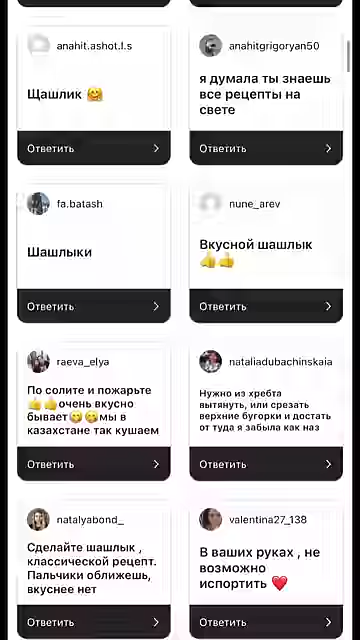 anahit.ashot.l.s
Щашлик 🤗
Ответить
anahitgrigoryan50
я думала ты знаешь
все рецепты на
свете
Ответить
fa.batash
Шашлыки
Ответить
nune_arev
Вкусной шашлык
👍👍
Ответить
raeva_elya
По солите и пожарьте
👍👍очень вкусно
бывает😋😋мы в
казахстане так кушаем
Ответить
nataliadubachinskaia
Нужно из хребта
вытянуть, или срезать
верхние бугорки и достать
от туда я забыла как наз
Ответить
natalyabond_
Сделайте шашлык ,
классической рецепт.
Пальчики оближешь,
вкуснее нет
Ответить
valentina27_138
В ваших руках , не
возможно
испортить ❤️
Ответить